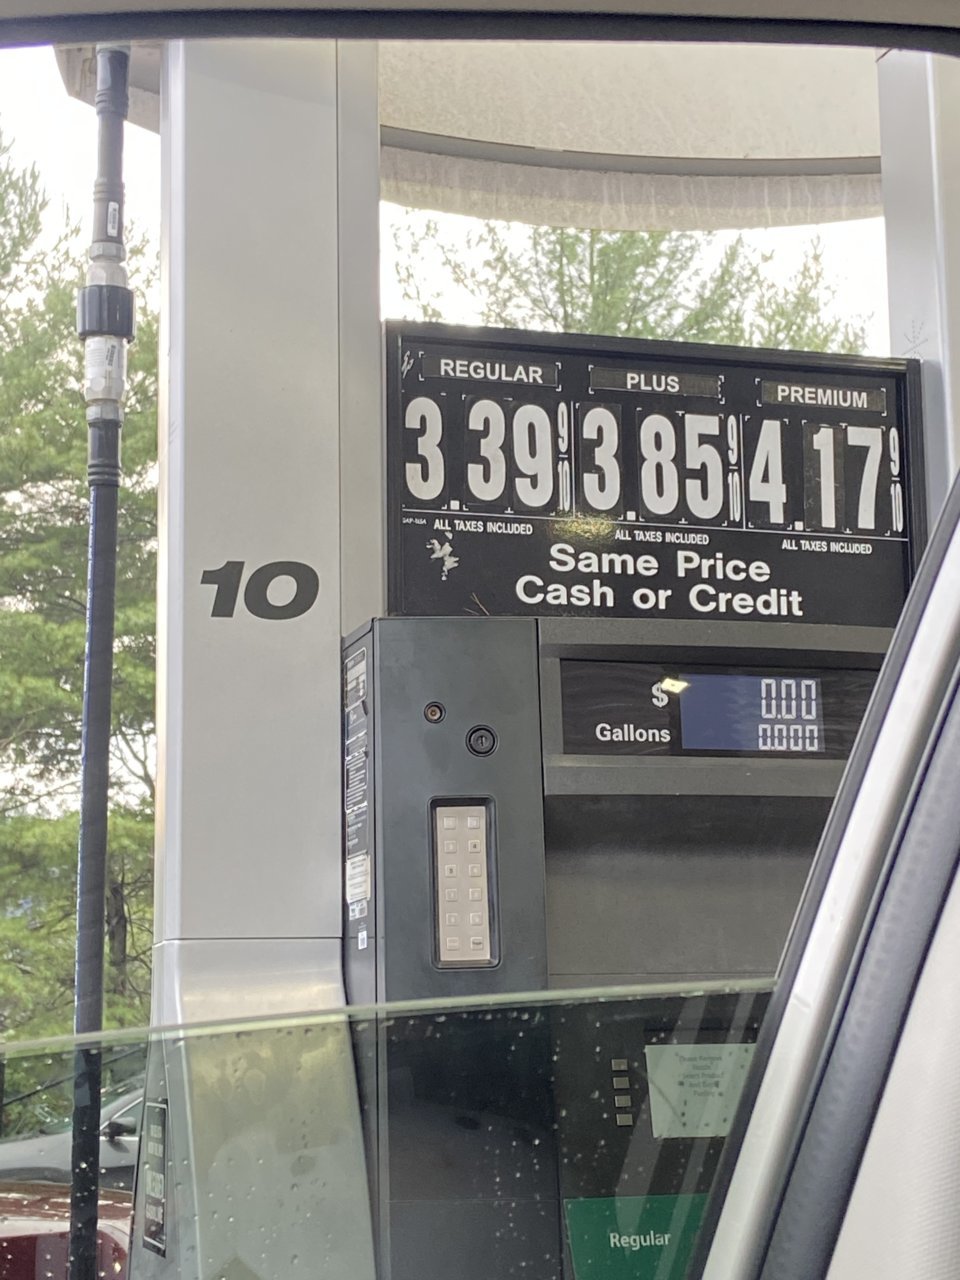 REGULAR PLUS PREMIUM
3.39 9/10 3.85 9/10 4.17 9/10
ALL TAXES INCLUDED ALL TAXES INCLUDED ALL TAXES INCLUDED
Same Price
Cash or Credit
10
$ 0.00
Gallons 0.000
Regular